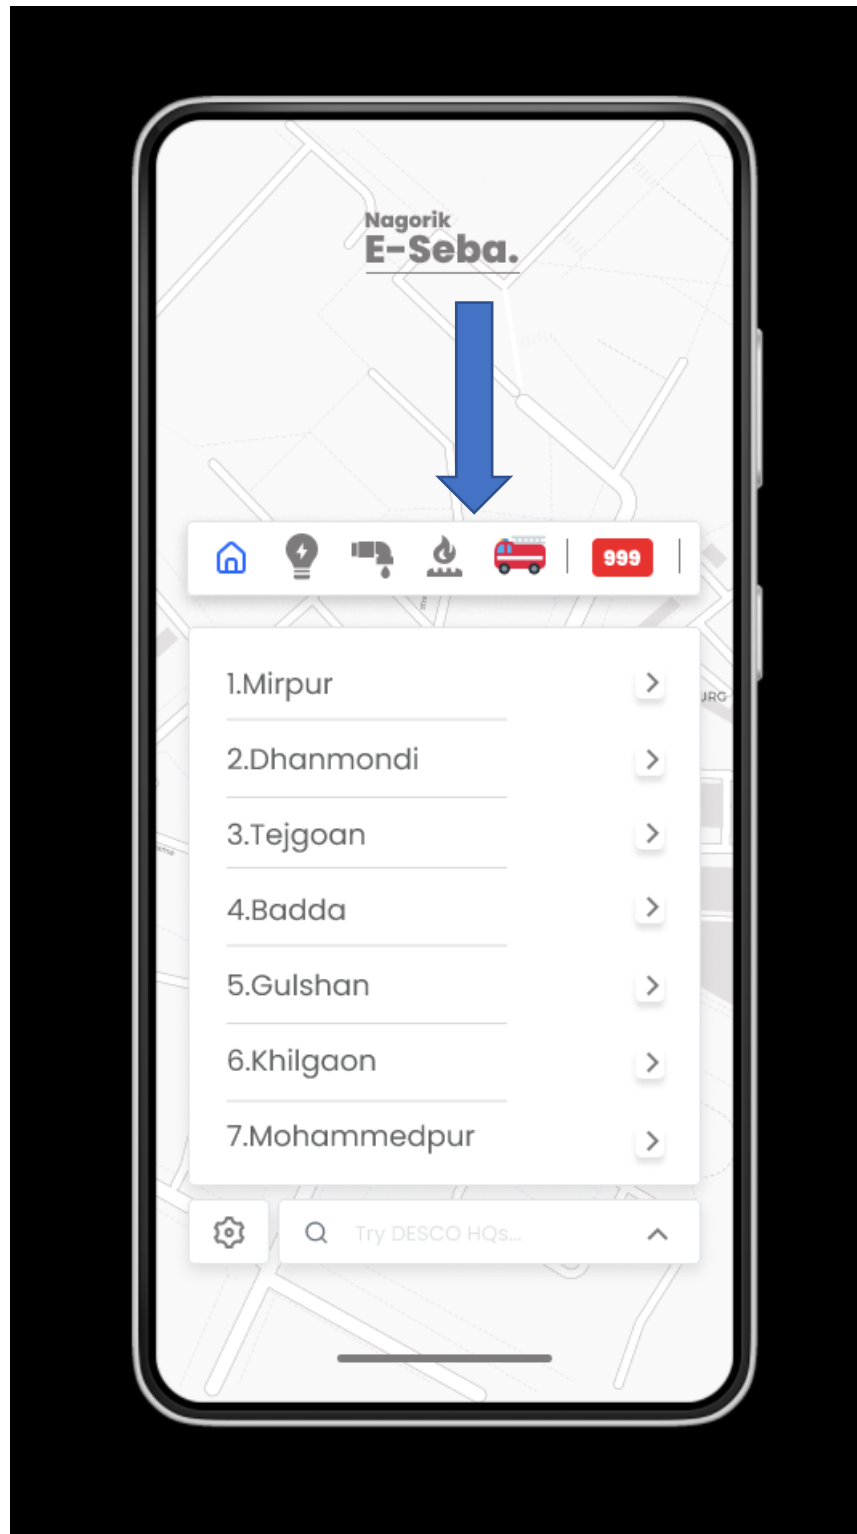 Nagorik
E-Seba.
999
1.Mirpur
URG
2.Dhanmondi
3.Tejgoan
4.Badda
5.Gulshan
6.Khilgaon
7.Mohammedpur
Try DESCO HQs...